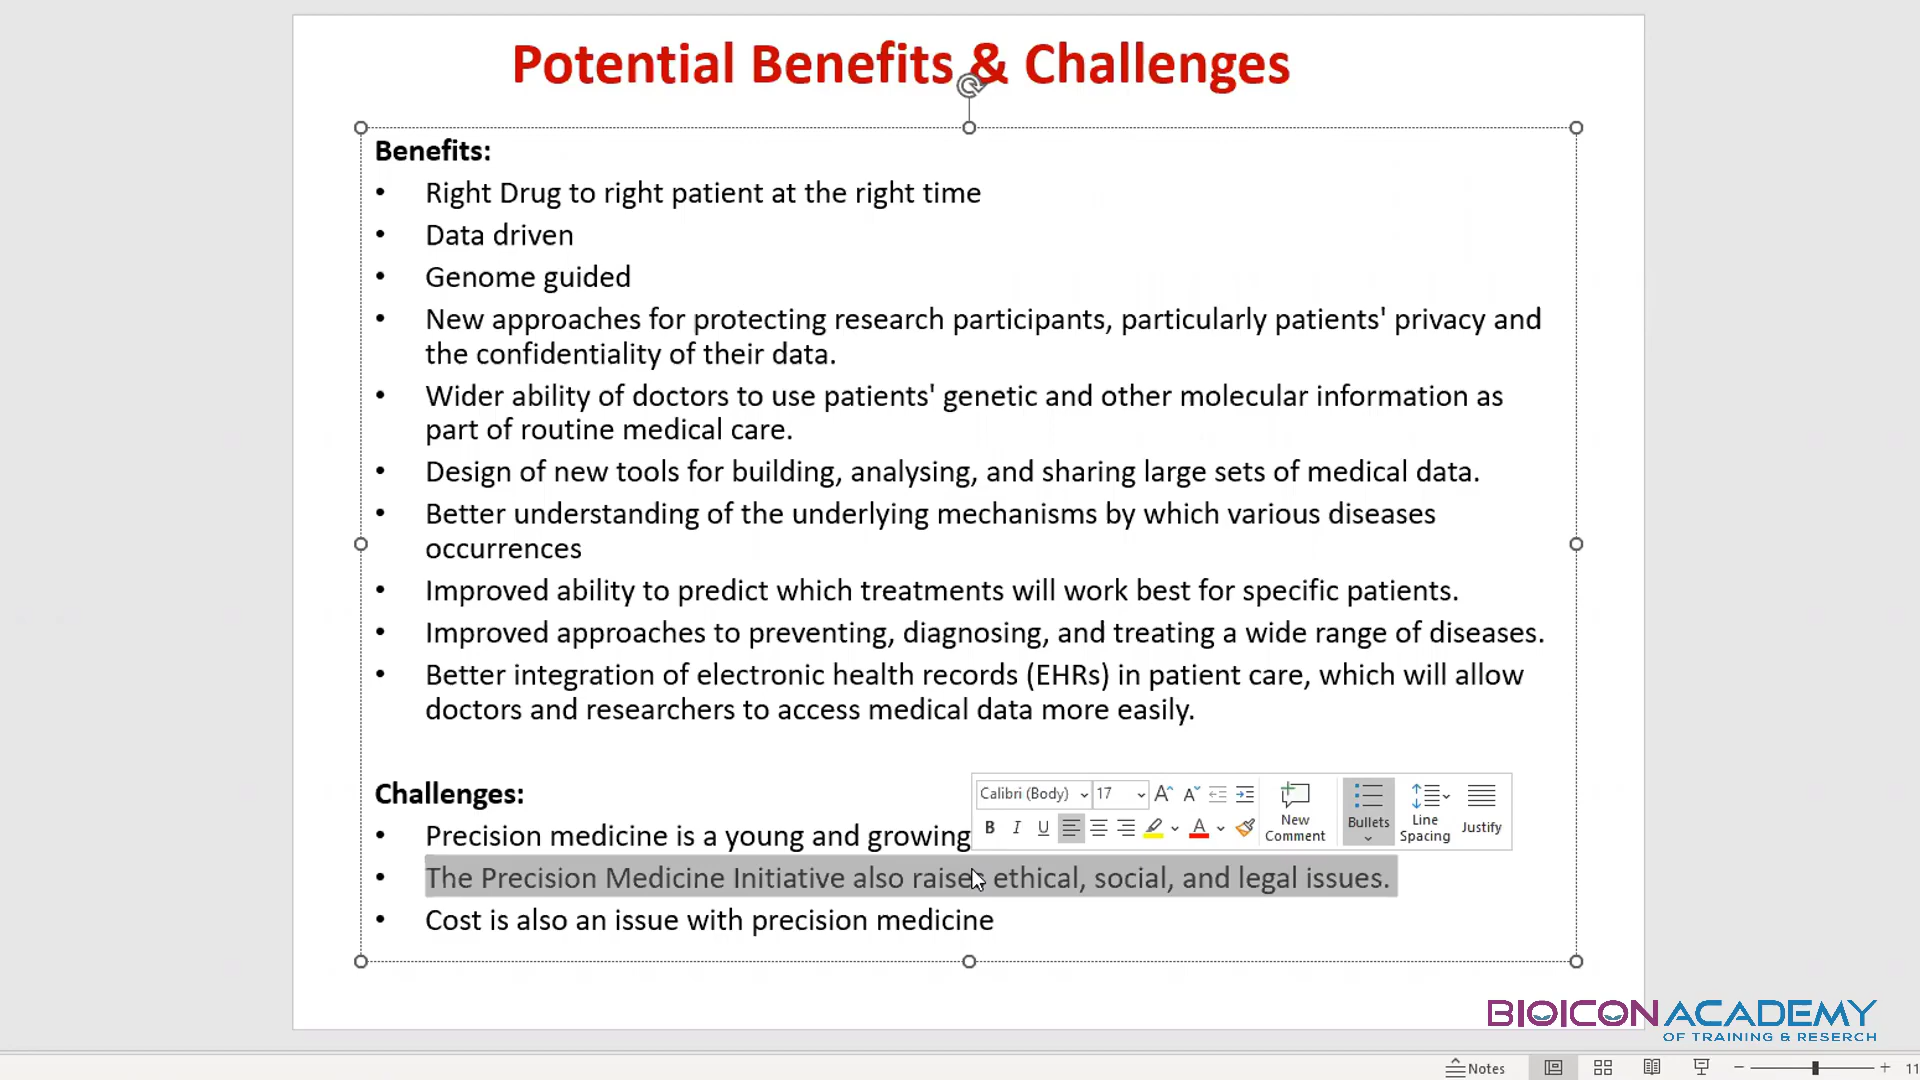 Potential Benefits & Challenges
Benefits:
• Right Drug to right patient at the right time
• Data driven
• Genome guided
• New approaches for protecting research participants, particularly patients' privacy and
the confidentiality of their data.
• Wider ability of doctors to use patients' genetic and other molecular information as
part of routine medical care.
• Design of new tools for building, analysing, and sharing large sets of medical data.
• Better understanding of the underlying mechanisms by which various diseases
occurrences
• Improved ability to predict which treatments will work best for specific patients.
• Improved approaches to preventing, diagnosing, and treating a wide range of diseases.
• Better integration of electronic health records (EHRs) in patient care, which will allow
doctors and researchers to access medical data more easily.
Challenges:
Calibri (Body) 17
B I U A
New Comment
Bullets
Line Spacing
Justify
• Precision medicine is a young and growing
• The Precision Medicine Initiative also raises ethical, social, and legal issues.
• Cost is also an issue with precision medicine
BIOICON ACADEMY
OF TRAINING & RESERCH
Notes
11